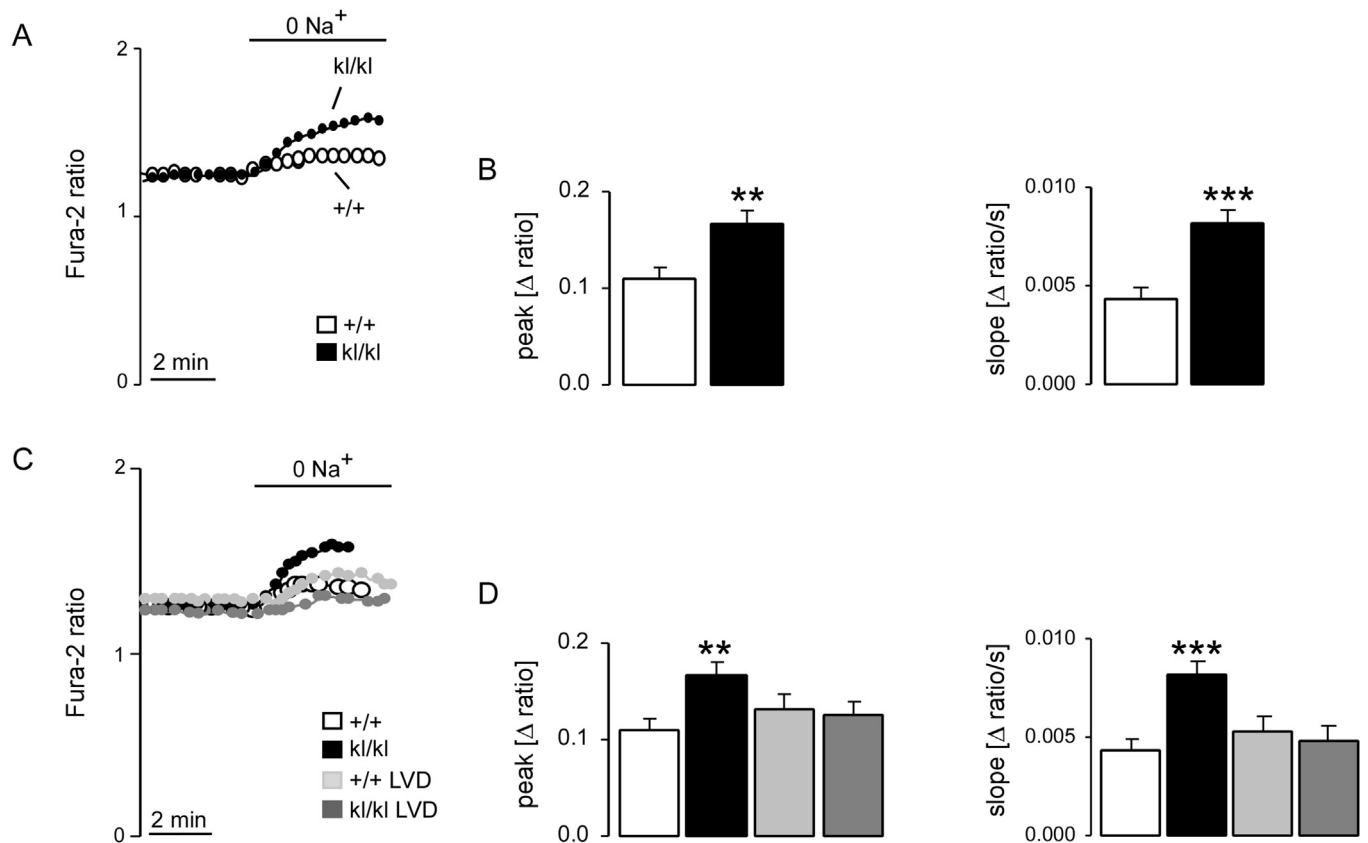 A
0 Na⁺
2
1
0
Fura-2 ratio
kl/kl
+/+
+/+
kl/kl
2 min
B
0.2
0.1
0.0
peak [Δ ratio]
**
0.010
0.005
0.000
slope [Δ ratio/s]
***
C
0 Na⁺
2
1
0
Fura-2 ratio
+/+
kl/kl
+/+ LVD
kl/kl LVD
2 min
D
0.2
0.1
0.0
peak [Δ ratio]
**
0.010
0.005
0.000
slope [Δ ratio/s]
***